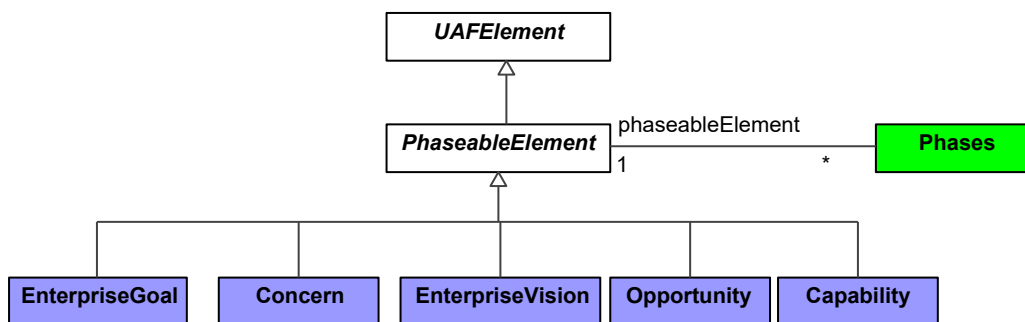 UAFElement
phaseableElement
PhaseableElement
Phases
1
*
EnterpriseGoal
Concern
EnterpriseVision
Opportunity
Capability